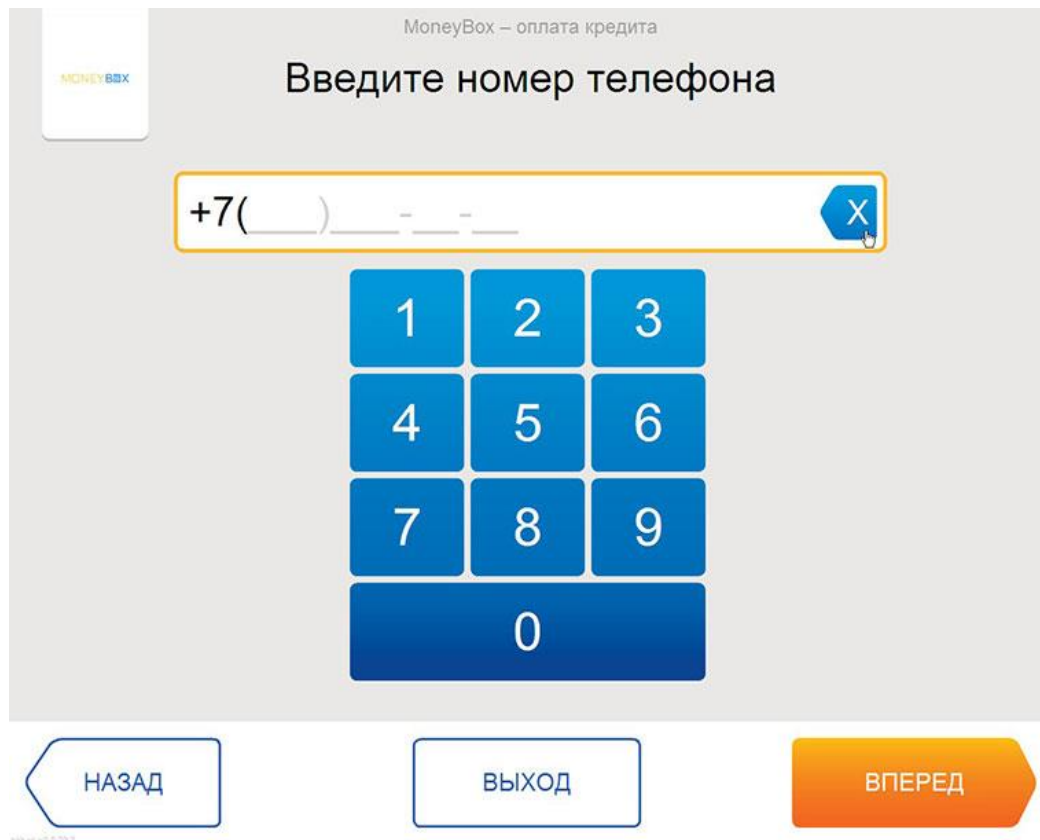 MoneyBox – оплата кредита
MONEYBOX
Введите номер телефона
+7(___)___-__-__
X
1 2 3
4 5 6
7 8 9
0
НАЗАД
ВЫХОД
ВПЕРЕД